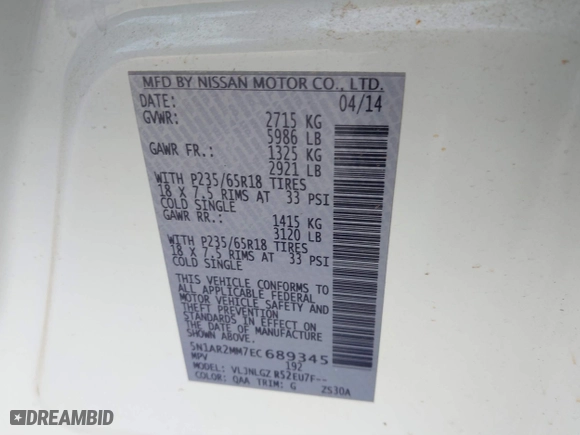 MFD BY NISSAN MOTOR CO., LTD.
DATE: 04/14
GVWR: 2715 KG
5986 LB
GAWR FR.: 1325 KG
2921 LB
WITH P235/65R18 TIRES
18 X 7.5 RIMS AT 33 PSI
COLD SINGLE
GAWR RR.: 1415 KG
3120 LB
WITH P235/65R18 TIRES
18 X 7.5 RIMS AT 33 PSI
COLD SINGLE
THIS VEHICLE CONFORMS TO
ALL APPLICABLE FEDERAL
MOTOR VEHICLE SAFETY AND
THEFT PREVENTION
STANDARDS IN EFFECT ON
THE DATE OF MANUFACTURE
SHOWN ABOVE.
5N1AR2MM7EC689345
MPV 192
MODEL: VLJNLGZ R52EU7F--
COLOR: QAA TRIM: G ZS30A
DREAMBID